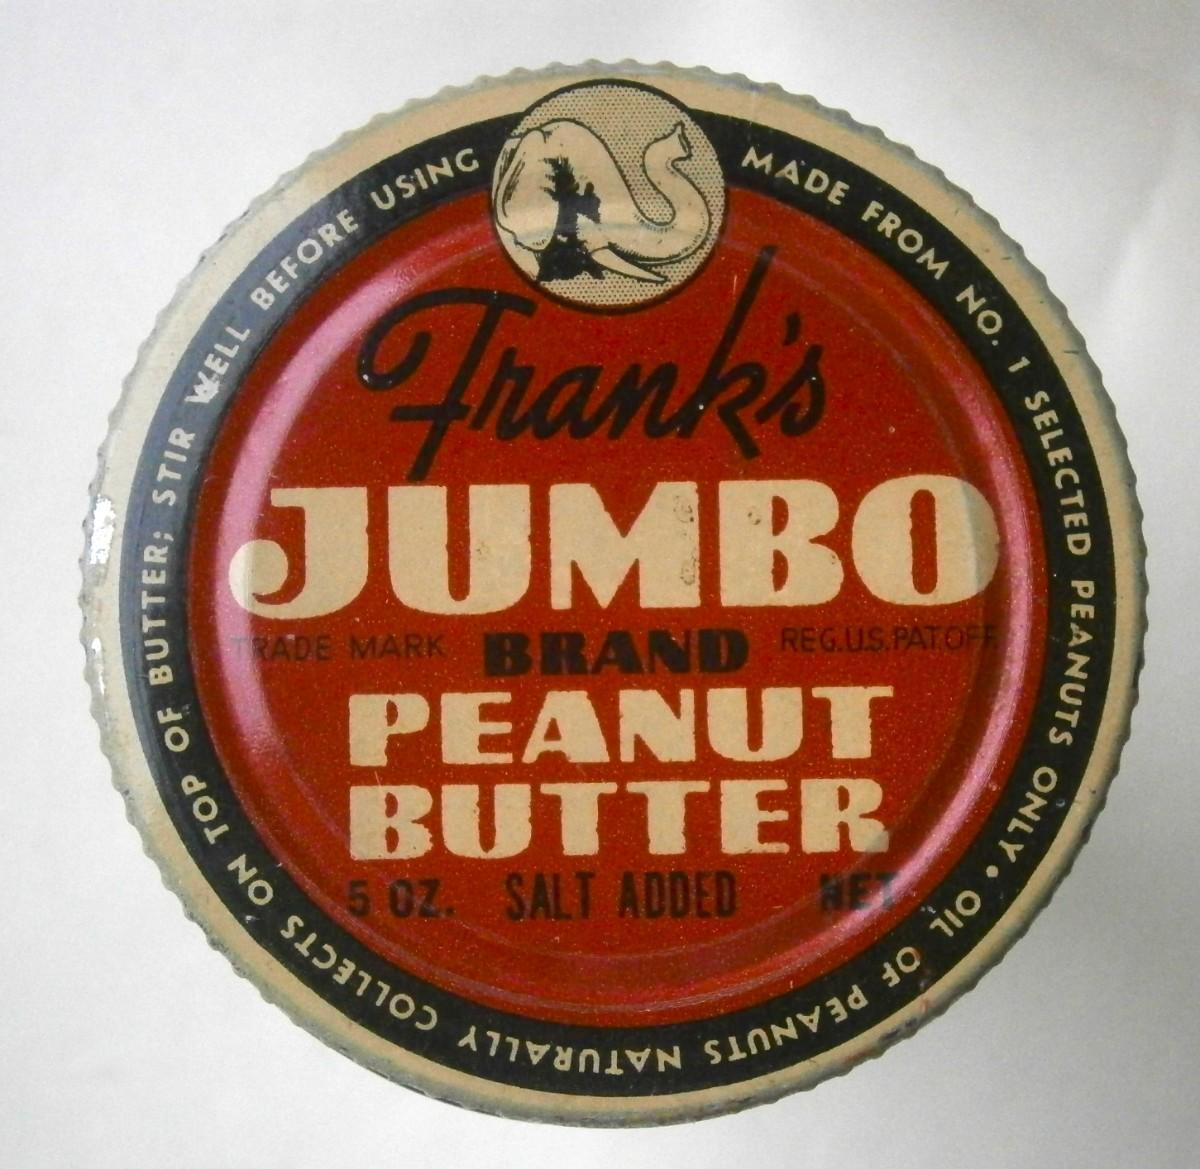 MADE FROM NO. 1 SELECTED PEANUTS ONLY • OIL OF PEANUTS NATURALLY COLLECTS ON TOP OF BUTTER; STIR WELL BEFORE USING
Frank's
JUMBO
TRADE MARK BRAND REG.U.S.PAT.OFF.
PEANUT
BUTTER
5 OZ. SALT ADDED NET